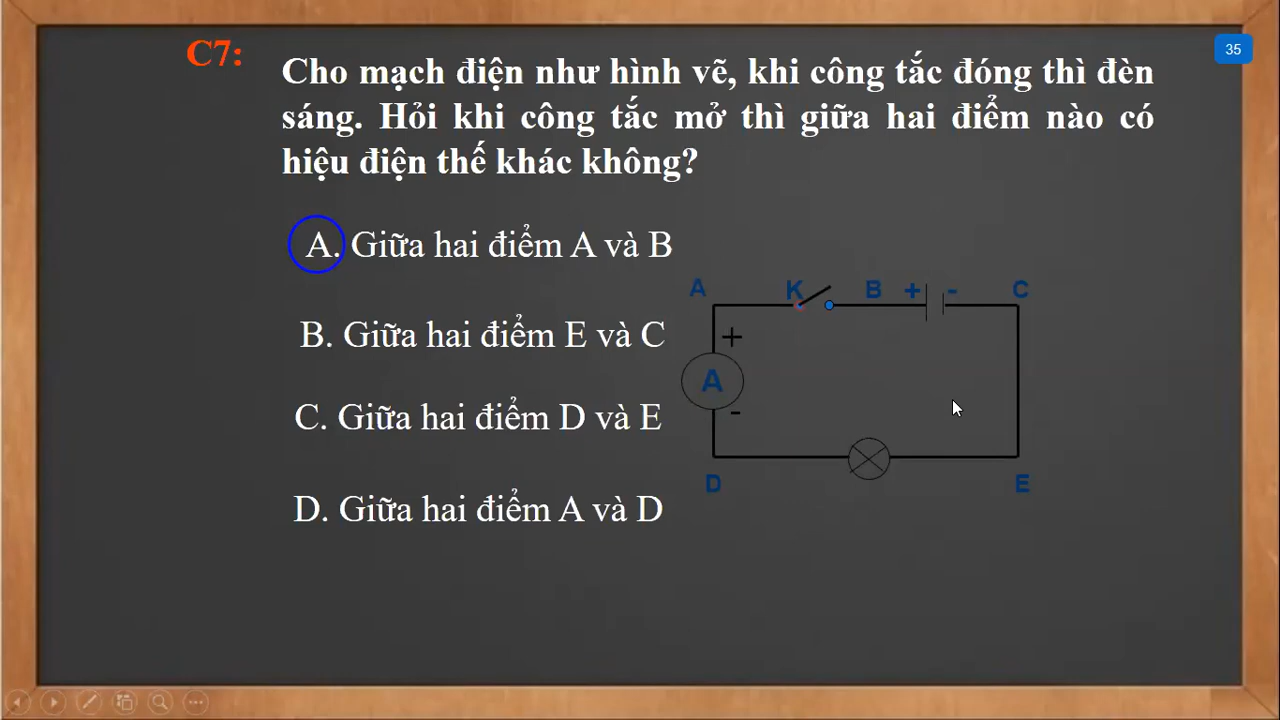 C7:
35
Cho mạch điện như hình vẽ, khi công tắc đóng thì đèn
sáng. Hỏi khi công tắc mở thì giữa hai điểm nào có
hiệu điện thế khác không?
A. Giữa hai điểm A và B
B. Giữa hai điểm E và C
C. Giữa hai điểm D và E
D. Giữa hai điểm A và D
A K B + - C
+
A
-
D E